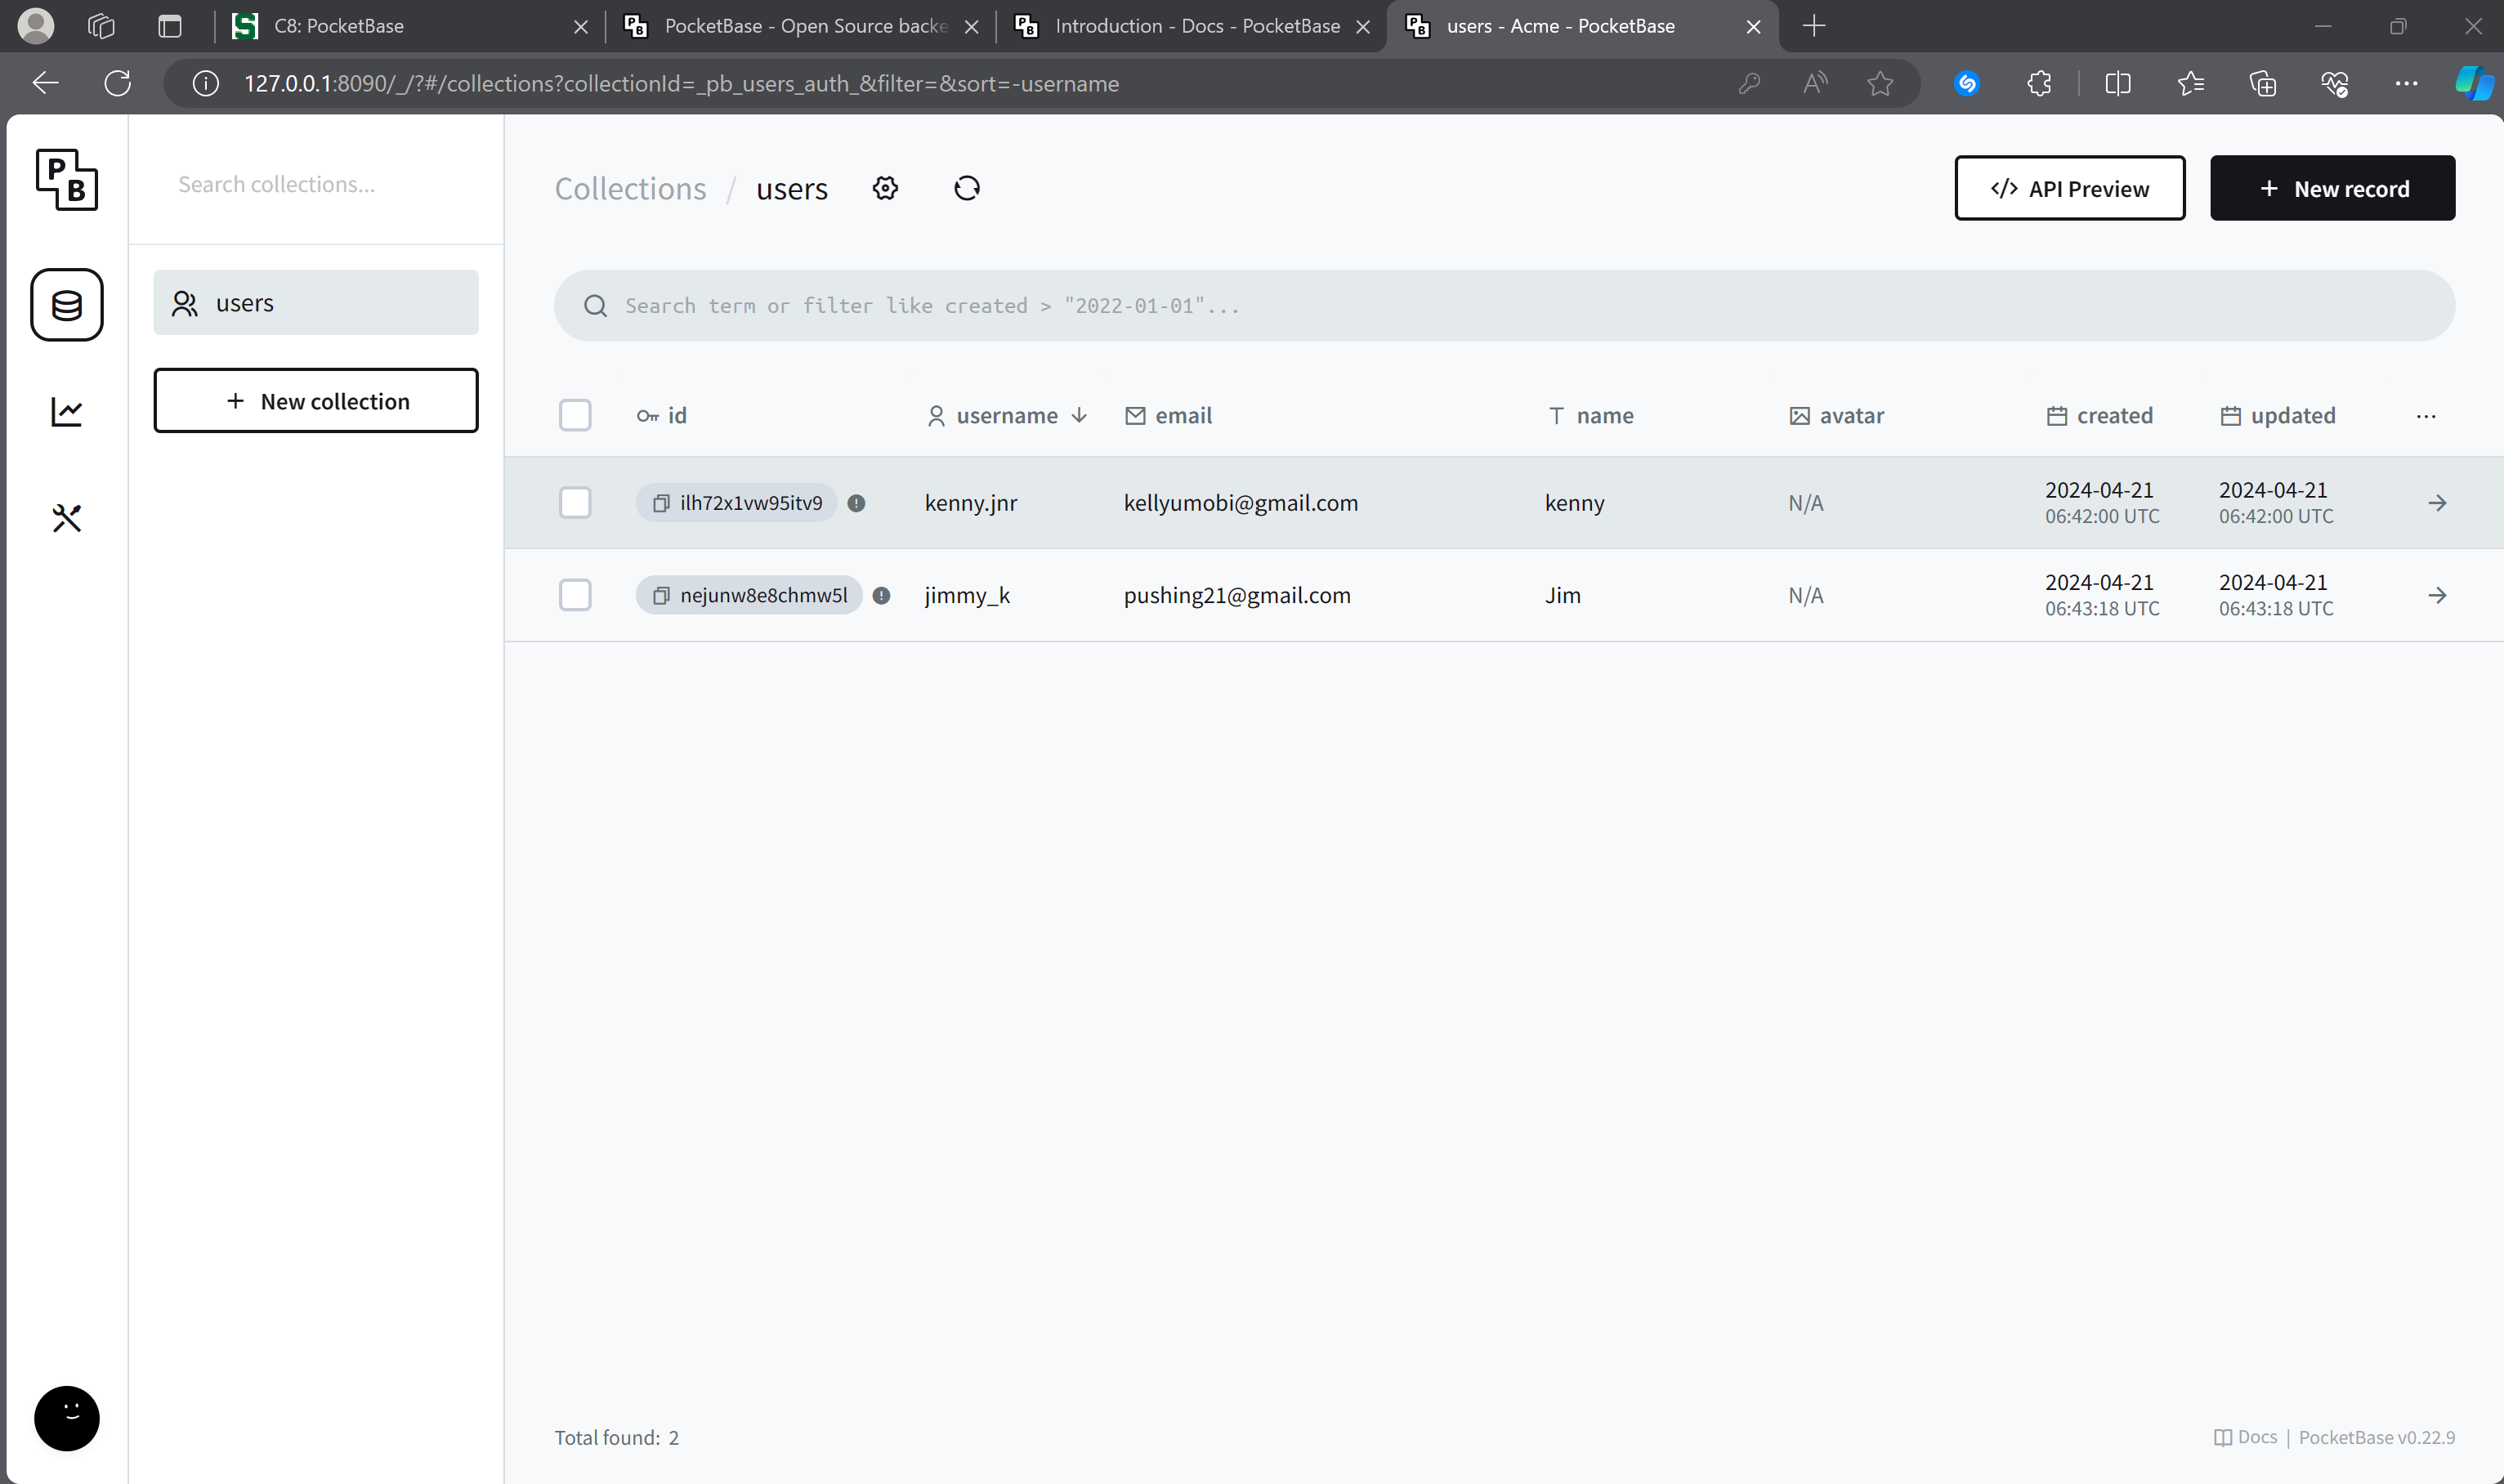 C8: PocketBase
PocketBase - Open Source backe
Introduction - Docs - PocketBase
users - Acme - PocketBase
127.0.0.1:8090/_/?#/collections?collectionId=_pb_users_auth_&filter=&sort=-username
P
B
Search collections...
users
New collection
Collections / users
API Preview
New record
Search term or filter like created > "2022-01-01"...
id username email name avatar created updated
ilh72x1vw95itv9 kenny.jnr kellyumobi@gmail.com kenny N/A 2024-04-21 06:42:00 UTC 2024-04-21 06:42:00 UTC
nejunw8e8chmw5l jimmy_k pushing21@gmail.com Jim N/A 2024-04-21 06:43:18 UTC 2024-04-21 06:43:18 UTC
Total found: 2
Docs | PocketBase v0.22.9